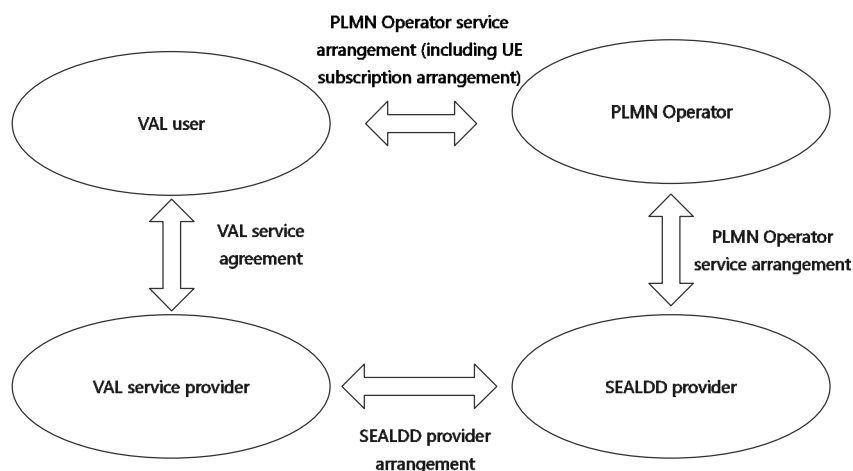 PLMN Operator service
arrangement (including UE
subscription arrangement)
VAL user
PLMN Operator
VAL service
agreement
PLMN Operator
service arrangement
VAL service provider
SEALDD provider
SEALDD provider
arrangement